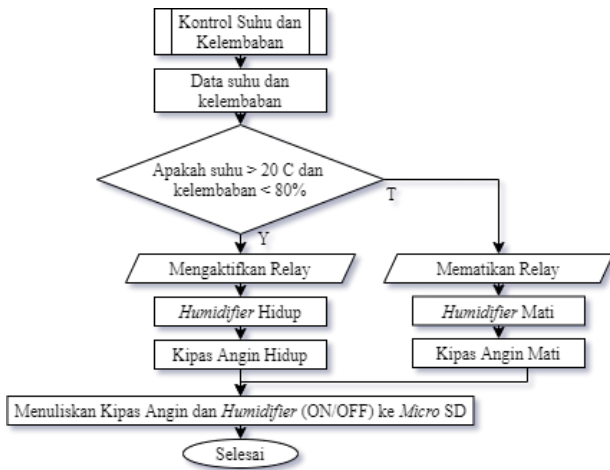 Kontrol Suhu dan
Kelembaban
Data suhu dan
kelembaban
Apakah suhu > 20 C dan
kelembaban < 80%
T
Y
Mengaktifkan Relay
Mematikan Relay
Humidifier Hidup
Humidifier Mati
Kipas Angin Hidup
Kipas Angin Mati
Menuliskan Kipas Angin dan Humidifier (ON/OFF) ke Micro SD
Selesai